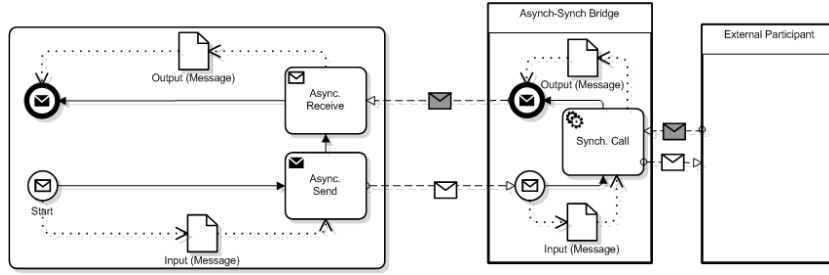 Asynch-Synch Bridge
External Participant
Output (Message)
Async.
Receive
Output (Message)
Synch. Call
Async.
Send
Start
Input (Message)
Input (Message)